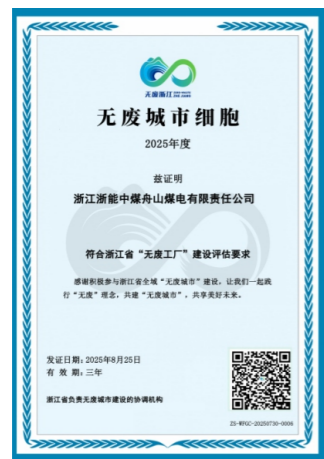 无废浙江
无废城市细胞
2025年度
兹证明
浙江浙能中煤舟山煤电有限责任公司
符合浙江省“无废工厂”建设评估要求
感谢积极参与浙江省全域“无废城市”建设，让我们一起践
行“无废”理念，共建“无废城市”，共享美好未来。
发证日期：2025年8月25日
有 效 期：三年
浙江省负责无废城市建设的协调机构
ZS-WFGC-20250730-0006